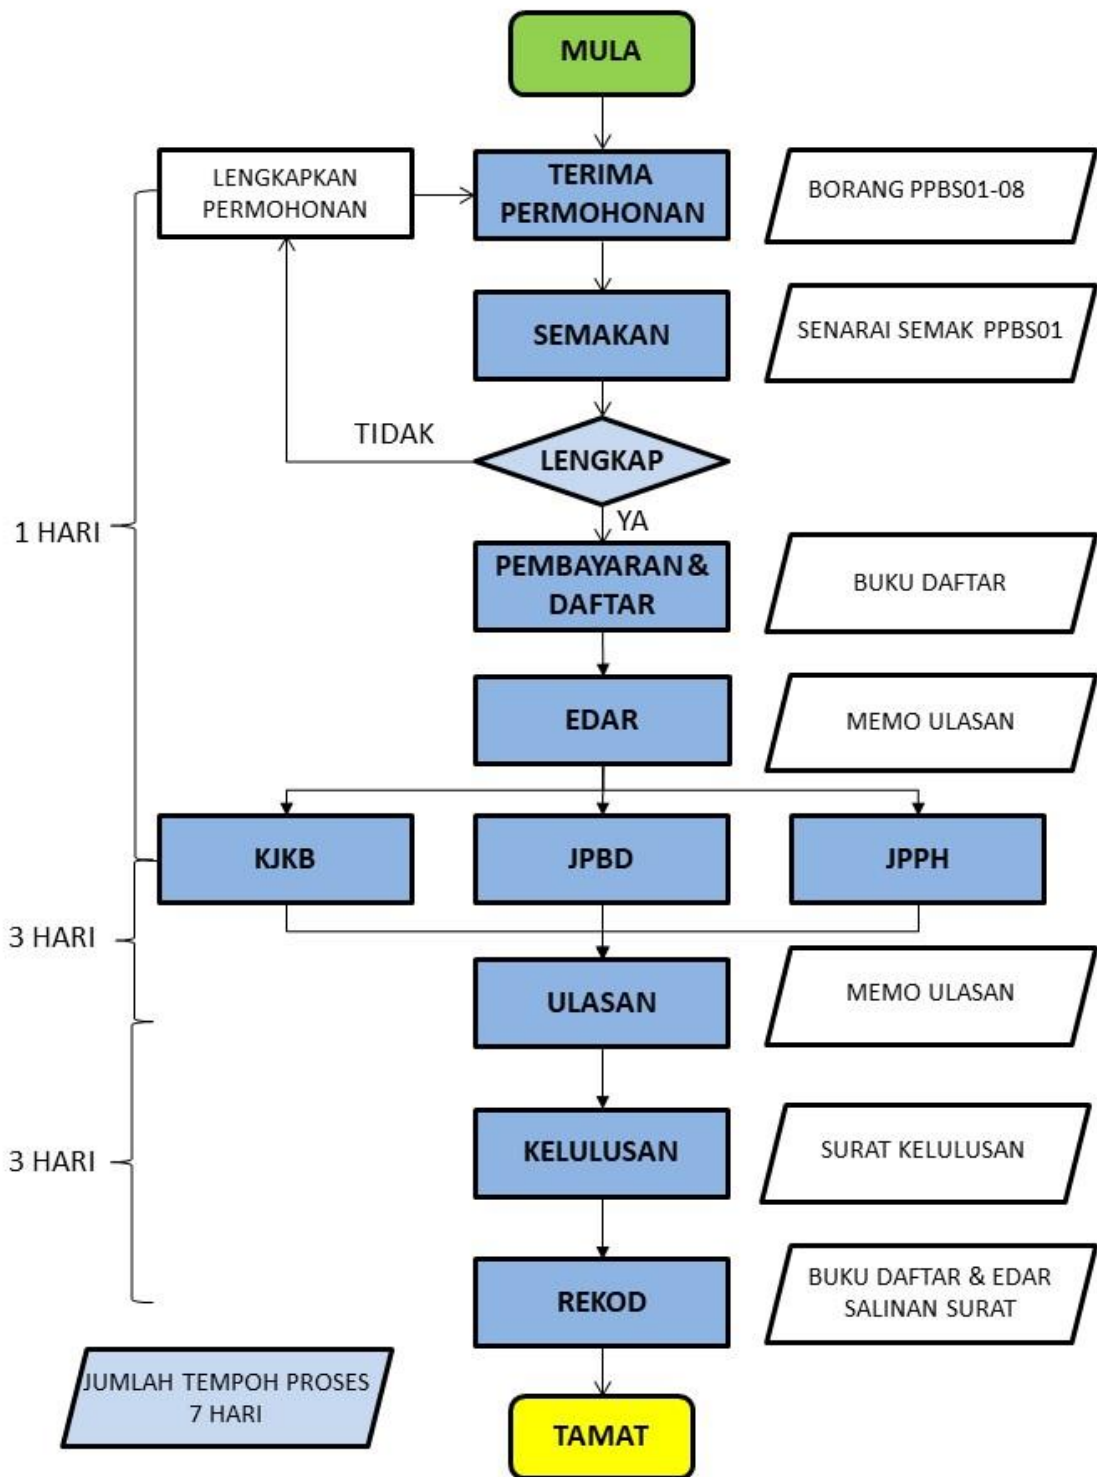 MULA
LENGKAPKAN
PERMOHONAN
TERIMA
PERMOHONAN
BORANG PPBS01-08
SEMAKAN
SENARAI SEMAK PPBS01
TIDAK
LENGKAP
YA
1 HARI
PEMBAYARAN &
DAFTAR
BUKU DAFTAR
EDAR
MEMO ULASAN
KJKB
JPBD
JPPH
3 HARI
ULASAN
MEMO ULASAN
3 HARI
KELULUSAN
SURAT KELULUSAN
REKOD
BUKU DAFTAR & EDAR
SALINAN SURAT
JUMLAH TEMPOH PROSES
7 HARI
TAMAT